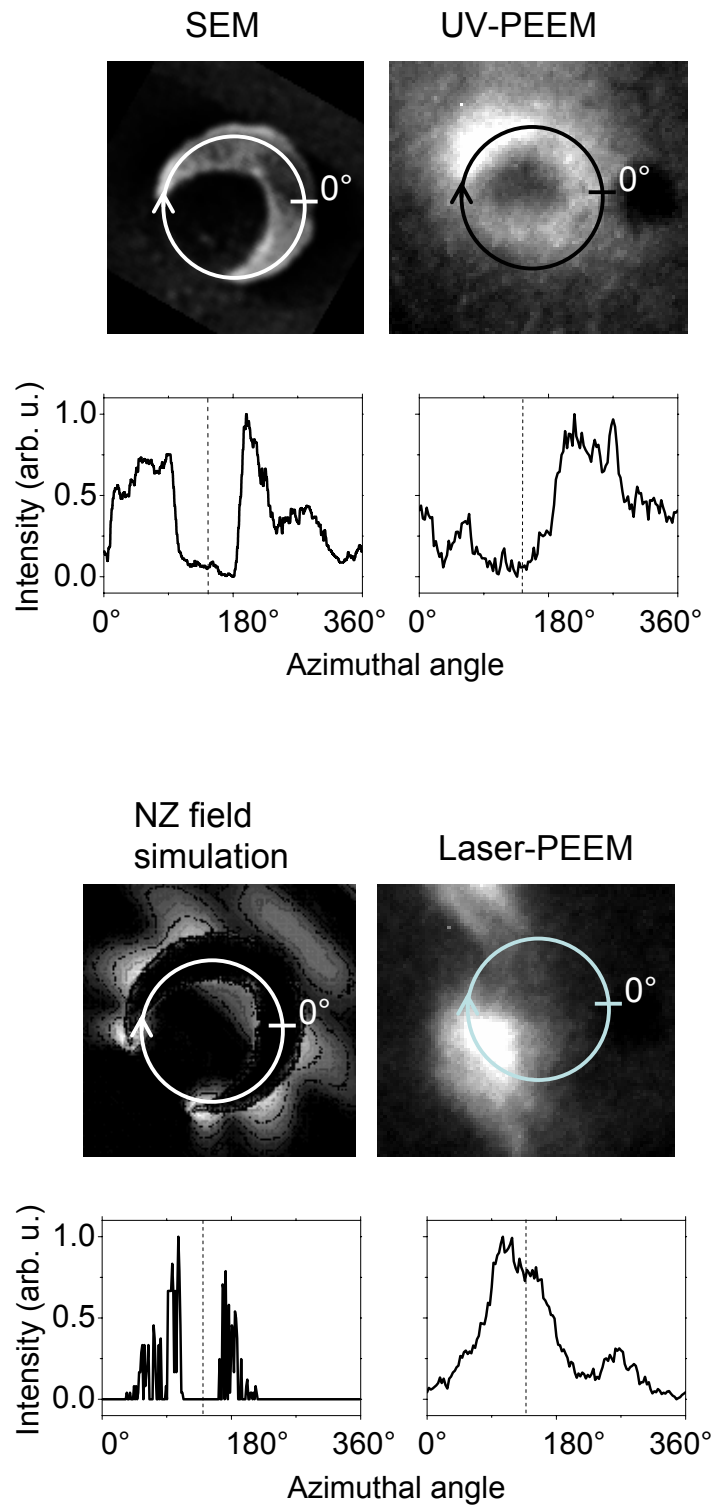 SEM
UV-PEEM
0°
0°
Intensity (arb. u.)
1.0
0.5
0.0
0° 180° 360°
0° 180° 360°
Azimuthal angle
NZ field
simulation
Laser-PEEM
0°
0°
Intensity (arb. u.)
1.0
0.5
0.0
0° 180° 360°
0° 180° 360°
Azimuthal angle